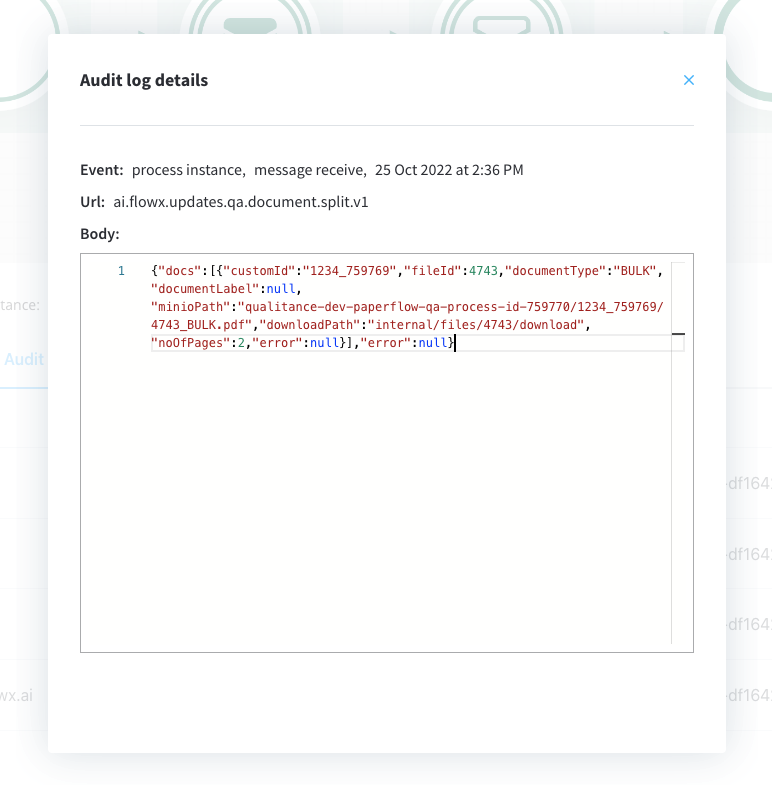 Audit log details
Event: process instance, message receive, 25 Oct 2022 at 2:36 PM
Url: ai.flowx.updates.qa.document.split.v1
Body:
1 {"docs":[{"customId":"1234_759769","fileId":4743,"documentType":"BULK",
"documentLabel":null,
"minioPath":"qualitance-dev-paperflow-qa-process-id-759770/1234_759769/
4743_BULK.pdf","downloadPath":"internal/files/4743/download",
"noOfPages":2,"error":null}],"error":null}
tance:
Audit
-df164
-df164
-df164
wx.ai
-df164